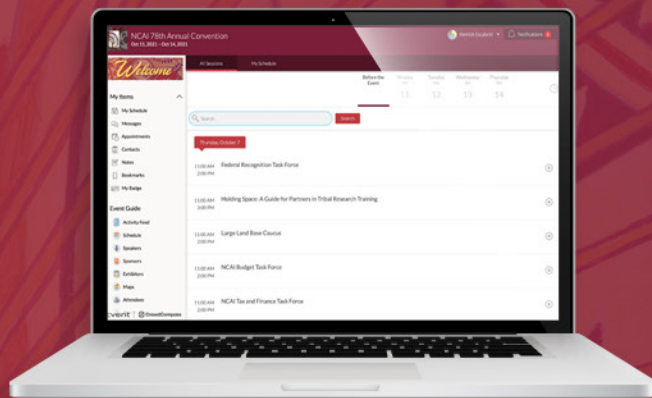 NCAI 78th Annual Convention
Oct 11, 2021 – Oct 14, 2021
Notifications
Welcome
All Sessions
My Schedule
Before the Event
Monday
Tuesday
Wednesday
Thursday
11
12
13
14
My Items
My Schedule
Messages
Appointments
Contacts
Notes
Bookmarks
My Badge
Event Guide
Activity Feed
Schedule
Speakers
Sponsors
Exhibitors
Maps
Attendees
cvent CrowdCompass
Search
Search
Thursday, October 7
11:00 AM Federal Recognition Task Force
2:00 PM
11:00 AM Holding Space: A Guide for Partners in Tribal Research Training
2:00 PM
11:00 AM Large Land Base Caucus
2:00 PM
11:00 AM NCAI Budget Task Force
2:00 PM
11:00 AM NCAI Tax and Finance Task Force
2:00 PM